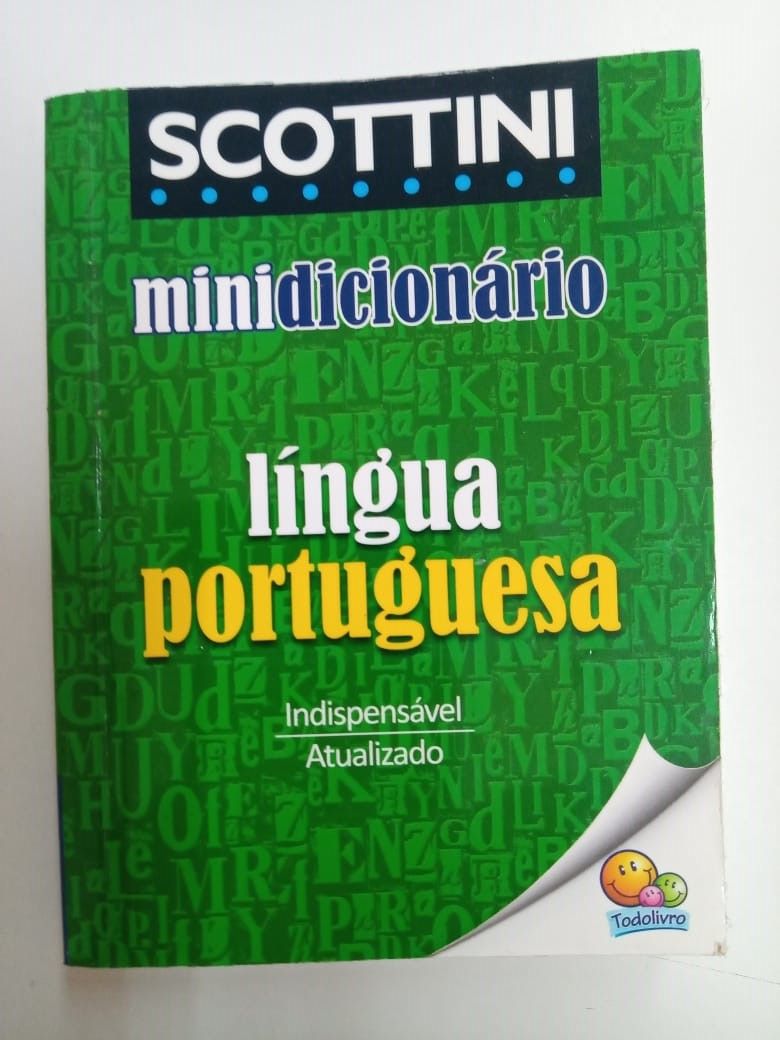 SCOTTINI
minidicionário
língua
portuguesa
Indispensável
Atualizado
Todolivro